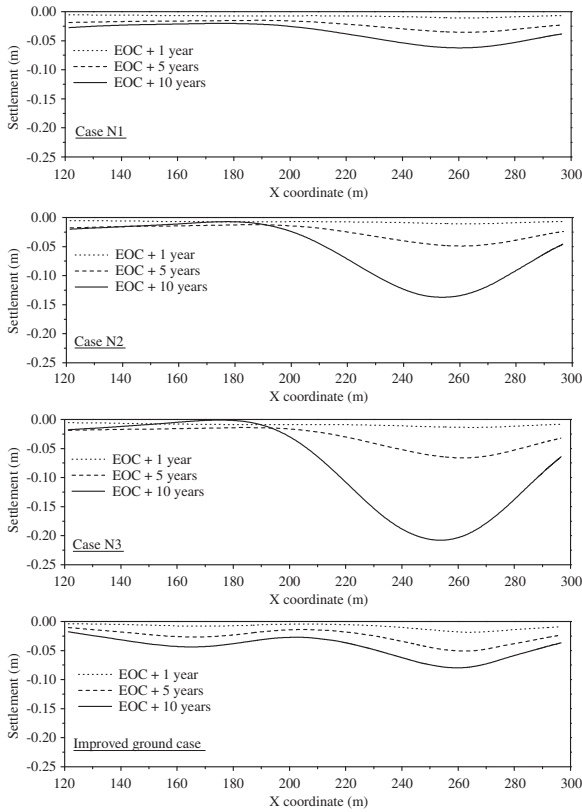 0.00
-0.05
-0.10
-0.15
-0.20
-0.25
Settlement (m)
EOC + 1 year
EOC + 5 years
EOC + 10 years
Case N1
120 140 160 180 200 220 240 260 280 300
X coordinate (m)
0.00
-0.05
-0.10
-0.15
-0.20
-0.25
Settlement (m)
EOC + 1 year
EOC + 5 years
EOC + 10 years
Case N2
120 140 160 180 200 220 240 260 280 300
X coordinate (m)
0.00
-0.05
-0.10
-0.15
-0.20
-0.25
Settlement (m)
EOC + 1 year
EOC + 5 years
EOC + 10 years
Case N3
120 140 160 180 200 220 240 260 280 300
X coordinate (m)
0.00
-0.05
-0.10
-0.15
-0.20
-0.25
Settlement (m)
EOC + 1 year
EOC + 5 years
EOC + 10 years
Improved ground case
120 140 160 180 200 220 240 260 280 300
X coordinate (m)